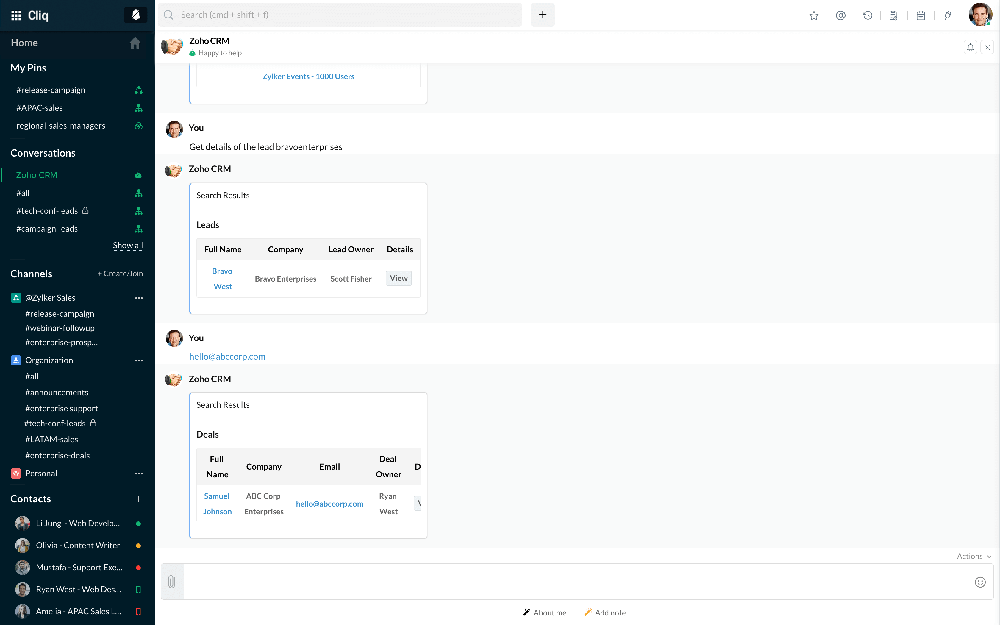 Cliq
Search (cmd + shift + f)
Home
My Pins
#release-campaign
#APAC-sales
regional-sales-managers
Conversations
Zoho CRM
#all
#tech-conf-leads
#campaign-leads
Show all
Channels
+ Create/Join
@Zylker Sales
#release-campaign
#webinar-followup
#enterprise-prosp...
Organization
#all
#announcements
#enterprise support
#tech-conf-leads
#LATAM-sales
#enterprise-deals
Personal
Contacts
Li Jung - Web Develo...
Olivia - Content Writer
Mustafa - Support Exe...
Ryan West - Web Des...
Amelia - APAC Sales L...
Zoho CRM
Happy to help
Zylker Events - 1000 Users
You
Get details of the lead bravoenterprises
Zoho CRM
Search Results
Leads
Full Name Company Lead Owner Details
Bravo
West
Bravo Enterprises Scott Fisher View
You
hello@abccorp.com
Zoho CRM
Search Results
Deals
Full
Name
Company
Email
Deal
Owner
D
Samuel
Johnson
ABC Corp
Enterprises
hello@abccorp.com
Ryan
West
Actions
About me
Add note